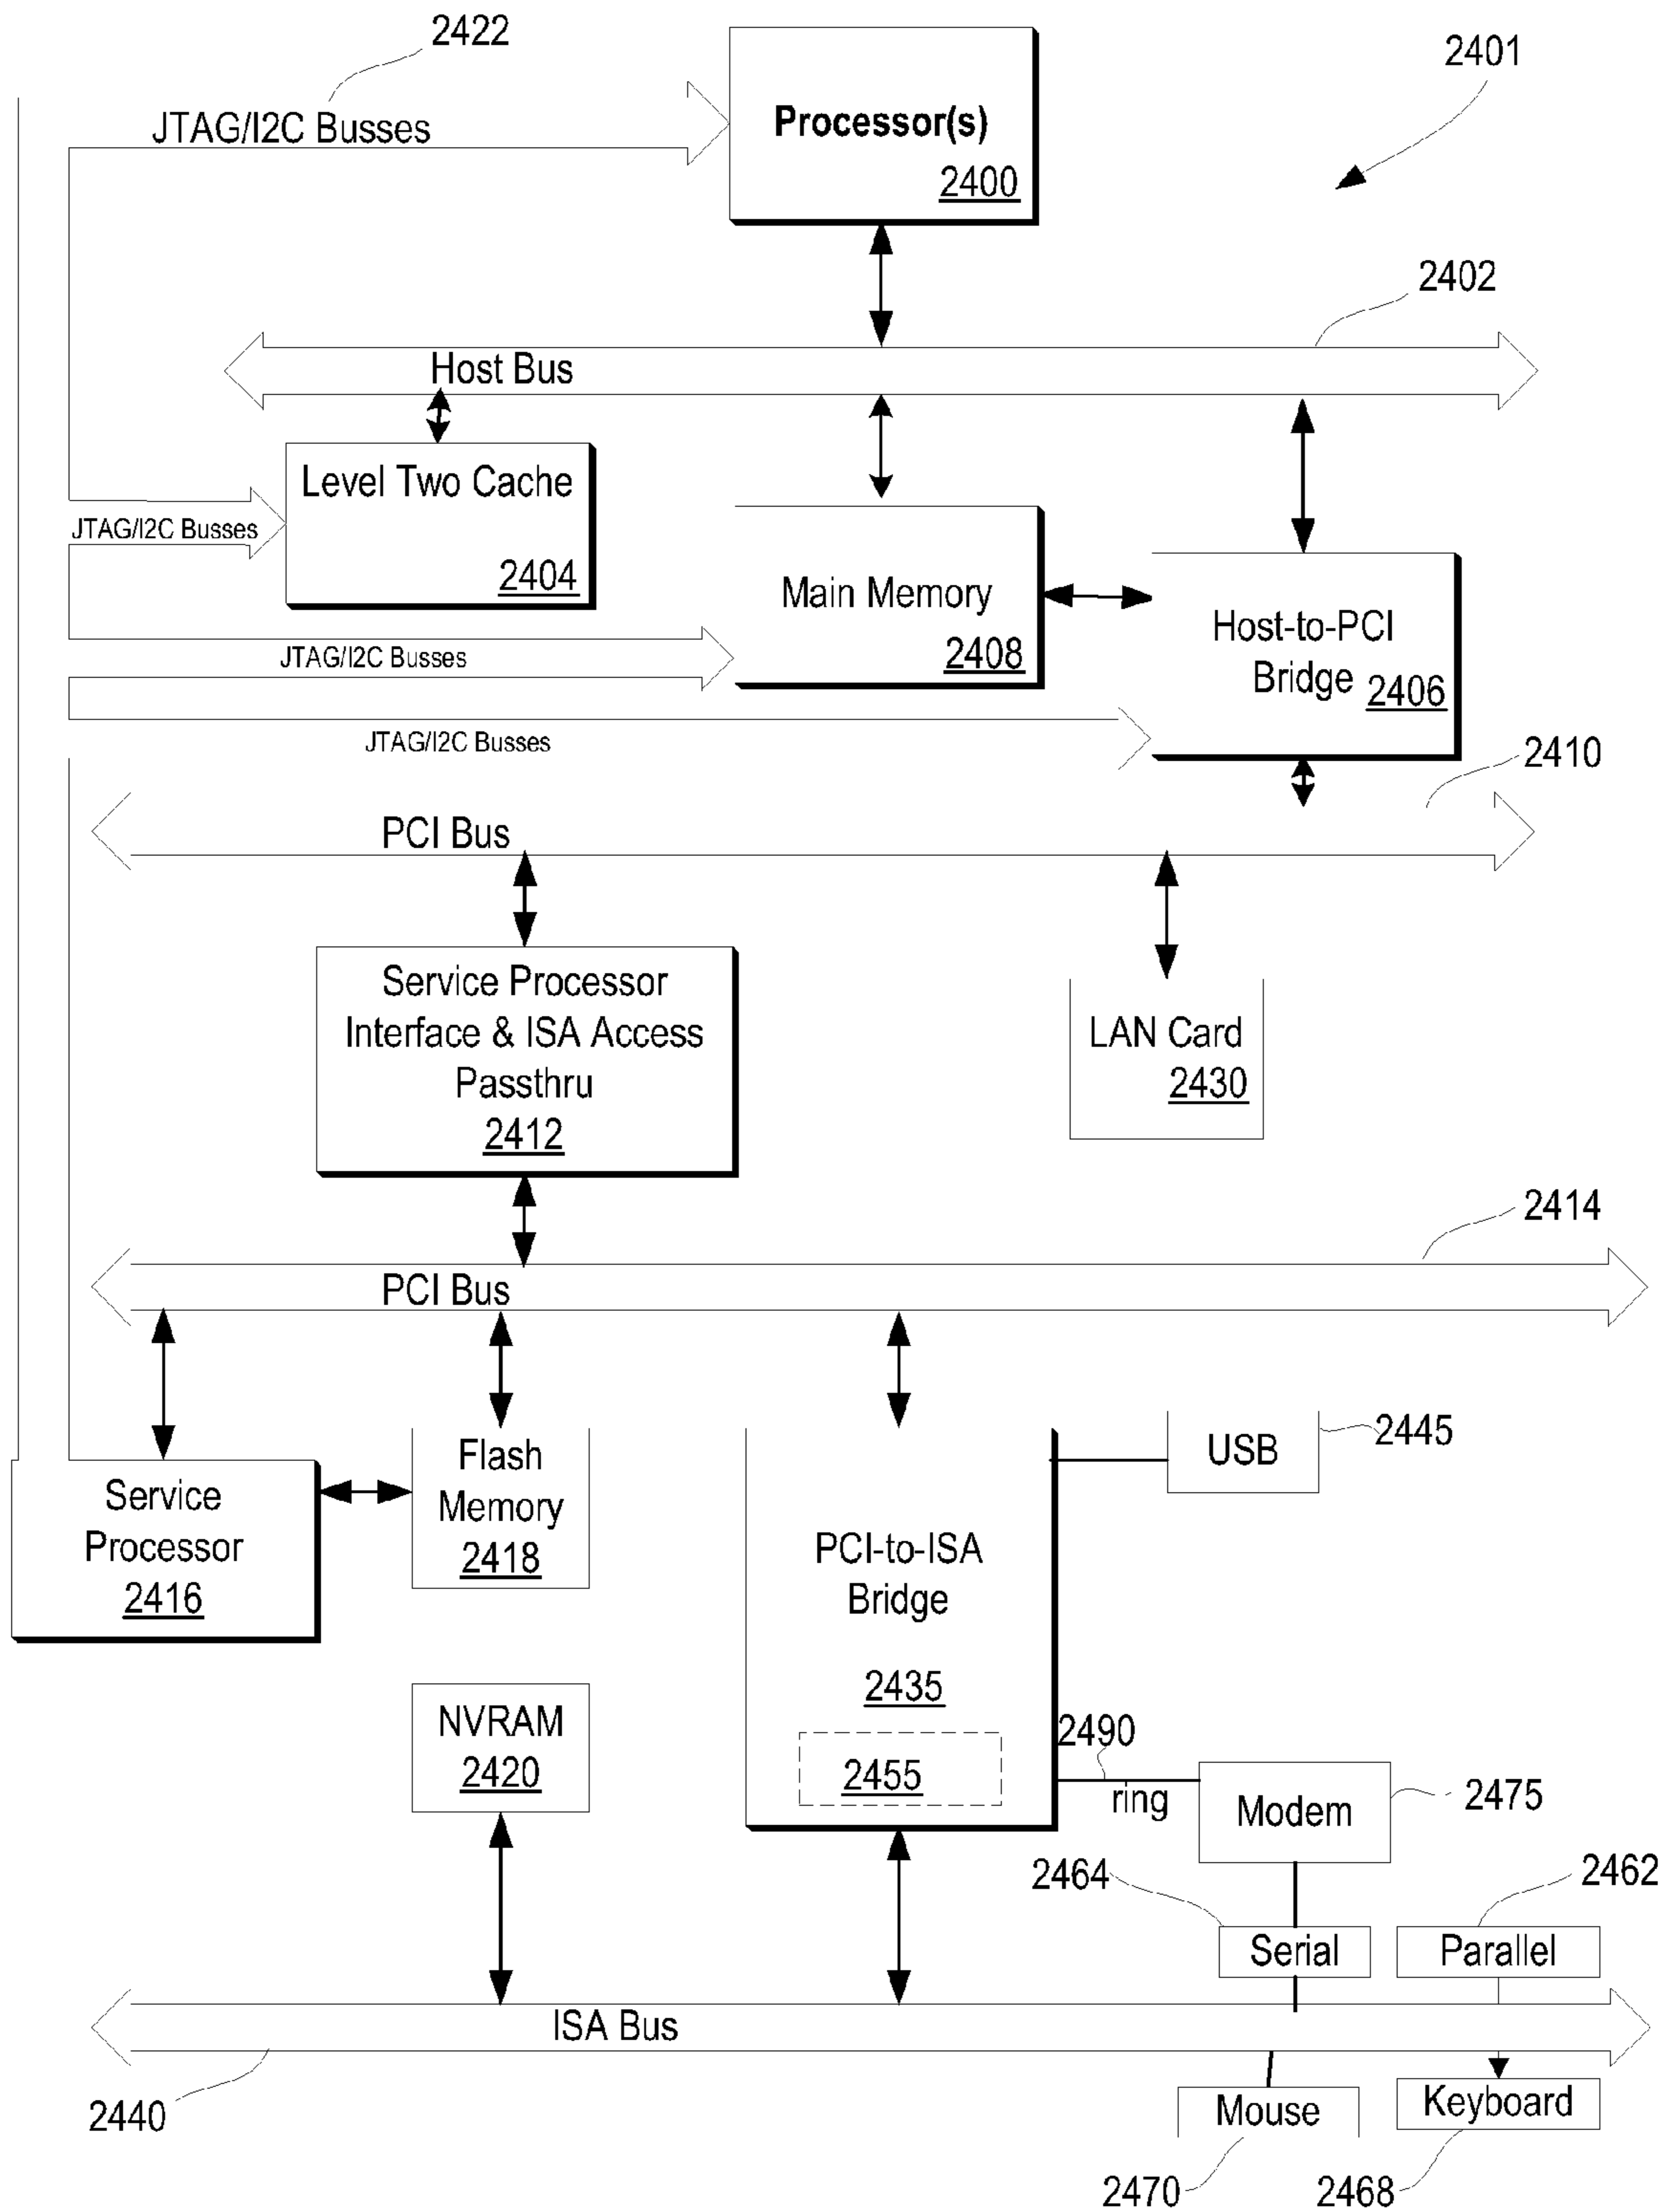 2422
2401
JTAG/I2C Busses
Processor(s)
2400
2402
Host Bus
Level Two Cache
2404
JTAG/I2C Busses
Main Memory
2408
Host-to-PCI
Bridge 2406
JTAG/I2C Busses
JTAG/I2C Busses
2410
PCI Bus
Service Processor
Interface & ISA Access
Passthru
2412
LAN Card
2430
2414
PCI Bus
2445
USB
Flash
Memory
2418
Service
Processor
2416
PCI-to-ISA
Bridge
2435
2455
NVRAM
2420
2490
ring
Modem
2475
2464
2462
Serial
Parallel
ISA Bus
2440
Mouse
Keyboard
2470
2468